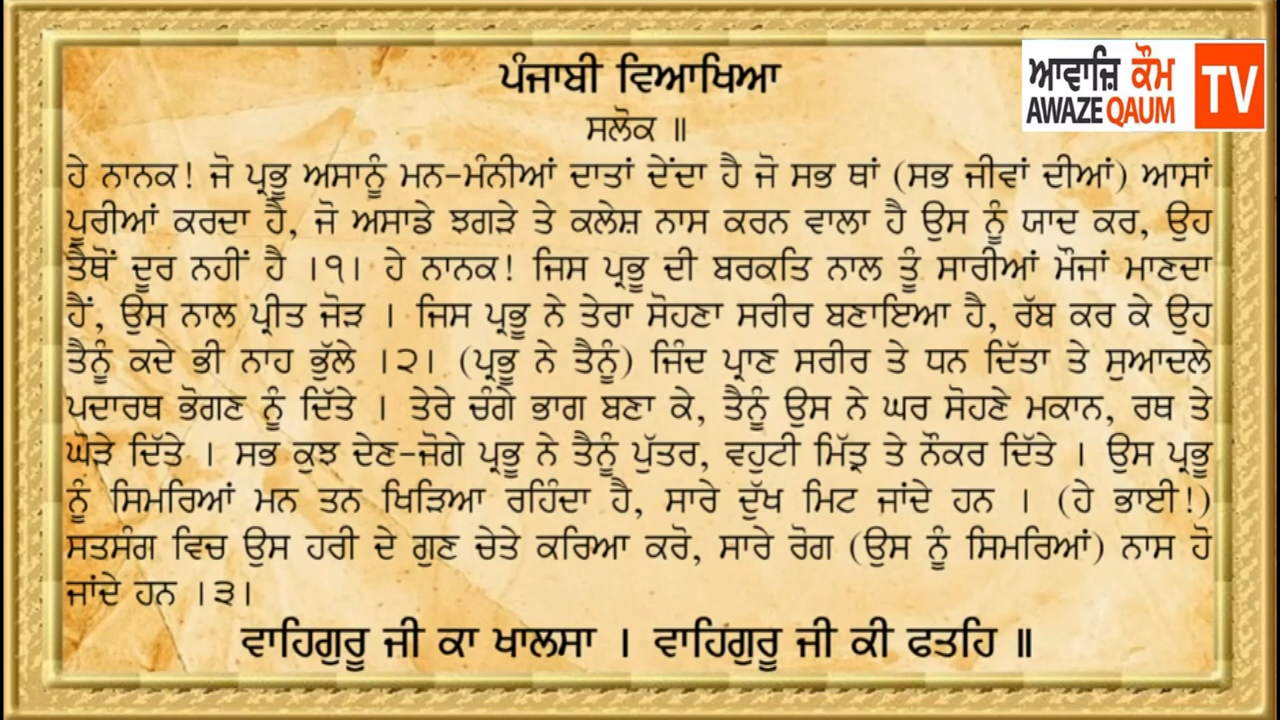 ਪੰਜਾਬੀ ਵਿਆਖਿਆ
ਆਵਾਜ਼ਿ ਕੌਮ
AWAZE QAUM
TV
ਸਲੋਕ ॥
ਹੇ ਨਾਨਕ! ਜੋ ਪ੍ਰਭੂ ਅਸਾਨੂੰ ਮਨ-ਮੰਨੀਆਂ ਦਾਤਾਂ ਦੇਂਦਾ ਹੈ ਜੋ ਸਭ ਥਾਂ (ਸਭ ਜੀਵਾਂ ਦੀਆਂ) ਆਸਾਂ
ਪੂਰੀਆਂ ਕਰਦਾ ਹੈ, ਜੋ ਅਸਾਡੇ ਝਗੜੇ ਤੇ ਕਲੇਸ਼ ਨਾਸ ਕਰਨ ਵਾਲਾ ਹੈ ਉਸ ਨੂੰ ਯਾਦ ਕਰ, ਉਹ
ਤੈਥੋਂ ਦੂਰ ਨਹੀਂ ਹੈ ।੧। ਹੇ ਨਾਨਕ! ਜਿਸ ਪ੍ਰਭੂ ਦੀ ਬਰਕਤਿ ਨਾਲ ਤੂੰ ਸਾਰੀਆਂ ਮੌਜਾਂ ਮਾਣਦਾ
ਹੈਂ, ਉਸ ਨਾਲ ਪ੍ਰੀਤ ਜੋੜ । ਜਿਸ ਪ੍ਰਭੂ ਨੇ ਤੇਰਾ ਸੋਹਣਾ ਸਰੀਰ ਬਣਾਇਆ ਹੈ, ਰੱਬ ਕਰ ਕੇ ਉਹ
ਤੈਨੂੰ ਕਦੇ ਭੀ ਨਾਹ ਭੁੱਲੇ ।੨। (ਪ੍ਰਭੂ ਨੇ ਤੈਨੂੰ) ਜਿੰਦ ਪ੍ਰਾਣ ਸਰੀਰ ਤੇ ਧਨ ਦਿੱਤਾ ਤੇ ਸੁਆਦਲੇ
ਪਦਾਰਥ ਭੋਗਣ ਨੂੰ ਦਿੱਤੇ । ਤੇਰੇ ਚੰਗੇ ਭਾਗ ਬਣਾ ਕੇ, ਤੈਨੂੰ ਉਸ ਨੇ ਘਰ ਸੋਹਣੇ ਮਕਾਨ, ਰਥ ਤੇ
ਘੋੜੇ ਦਿੱਤੇ । ਸਭ ਕੁਝ ਦੇਣ-ਜੋਗੇ ਪ੍ਰਭੂ ਨੇ ਤੈਨੂੰ ਪੁੱਤਰ, ਵਹੁਟੀ ਮਿੱਤ੍ਰ ਤੇ ਨੌਕਰ ਦਿੱਤੇ । ਉਸ ਪ੍ਰਭੂ
ਨੂੰ ਸਿਮਰਿਆਂ ਮਨ ਤਨ ਖਿੜਿਆ ਰਹਿੰਦਾ ਹੈ, ਸਾਰੇ ਦੁੱਖ ਮਿਟ ਜਾਂਦੇ ਹਨ । (ਹੇ ਭਾਈ!)
ਸਤਸੰਗ ਵਿਚ ਉਸ ਹਰੀ ਦੇ ਗੁਣ ਚੇਤੇ ਕਰਿਆ ਕਰੋ, ਸਾਰੇ ਰੋਗ (ਉਸ ਨੂੰ ਸਿਮਰਿਆਂ) ਨਾਸ ਹੋ
ਜਾਂਦੇ ਹਨ ।੩।
ਵਾਹਿਗੁਰੂ ਜੀ ਕਾ ਖਾਲਸਾ । ਵਾਹਿਗੁਰੂ ਜੀ ਕੀ ਫਤਹਿ ॥